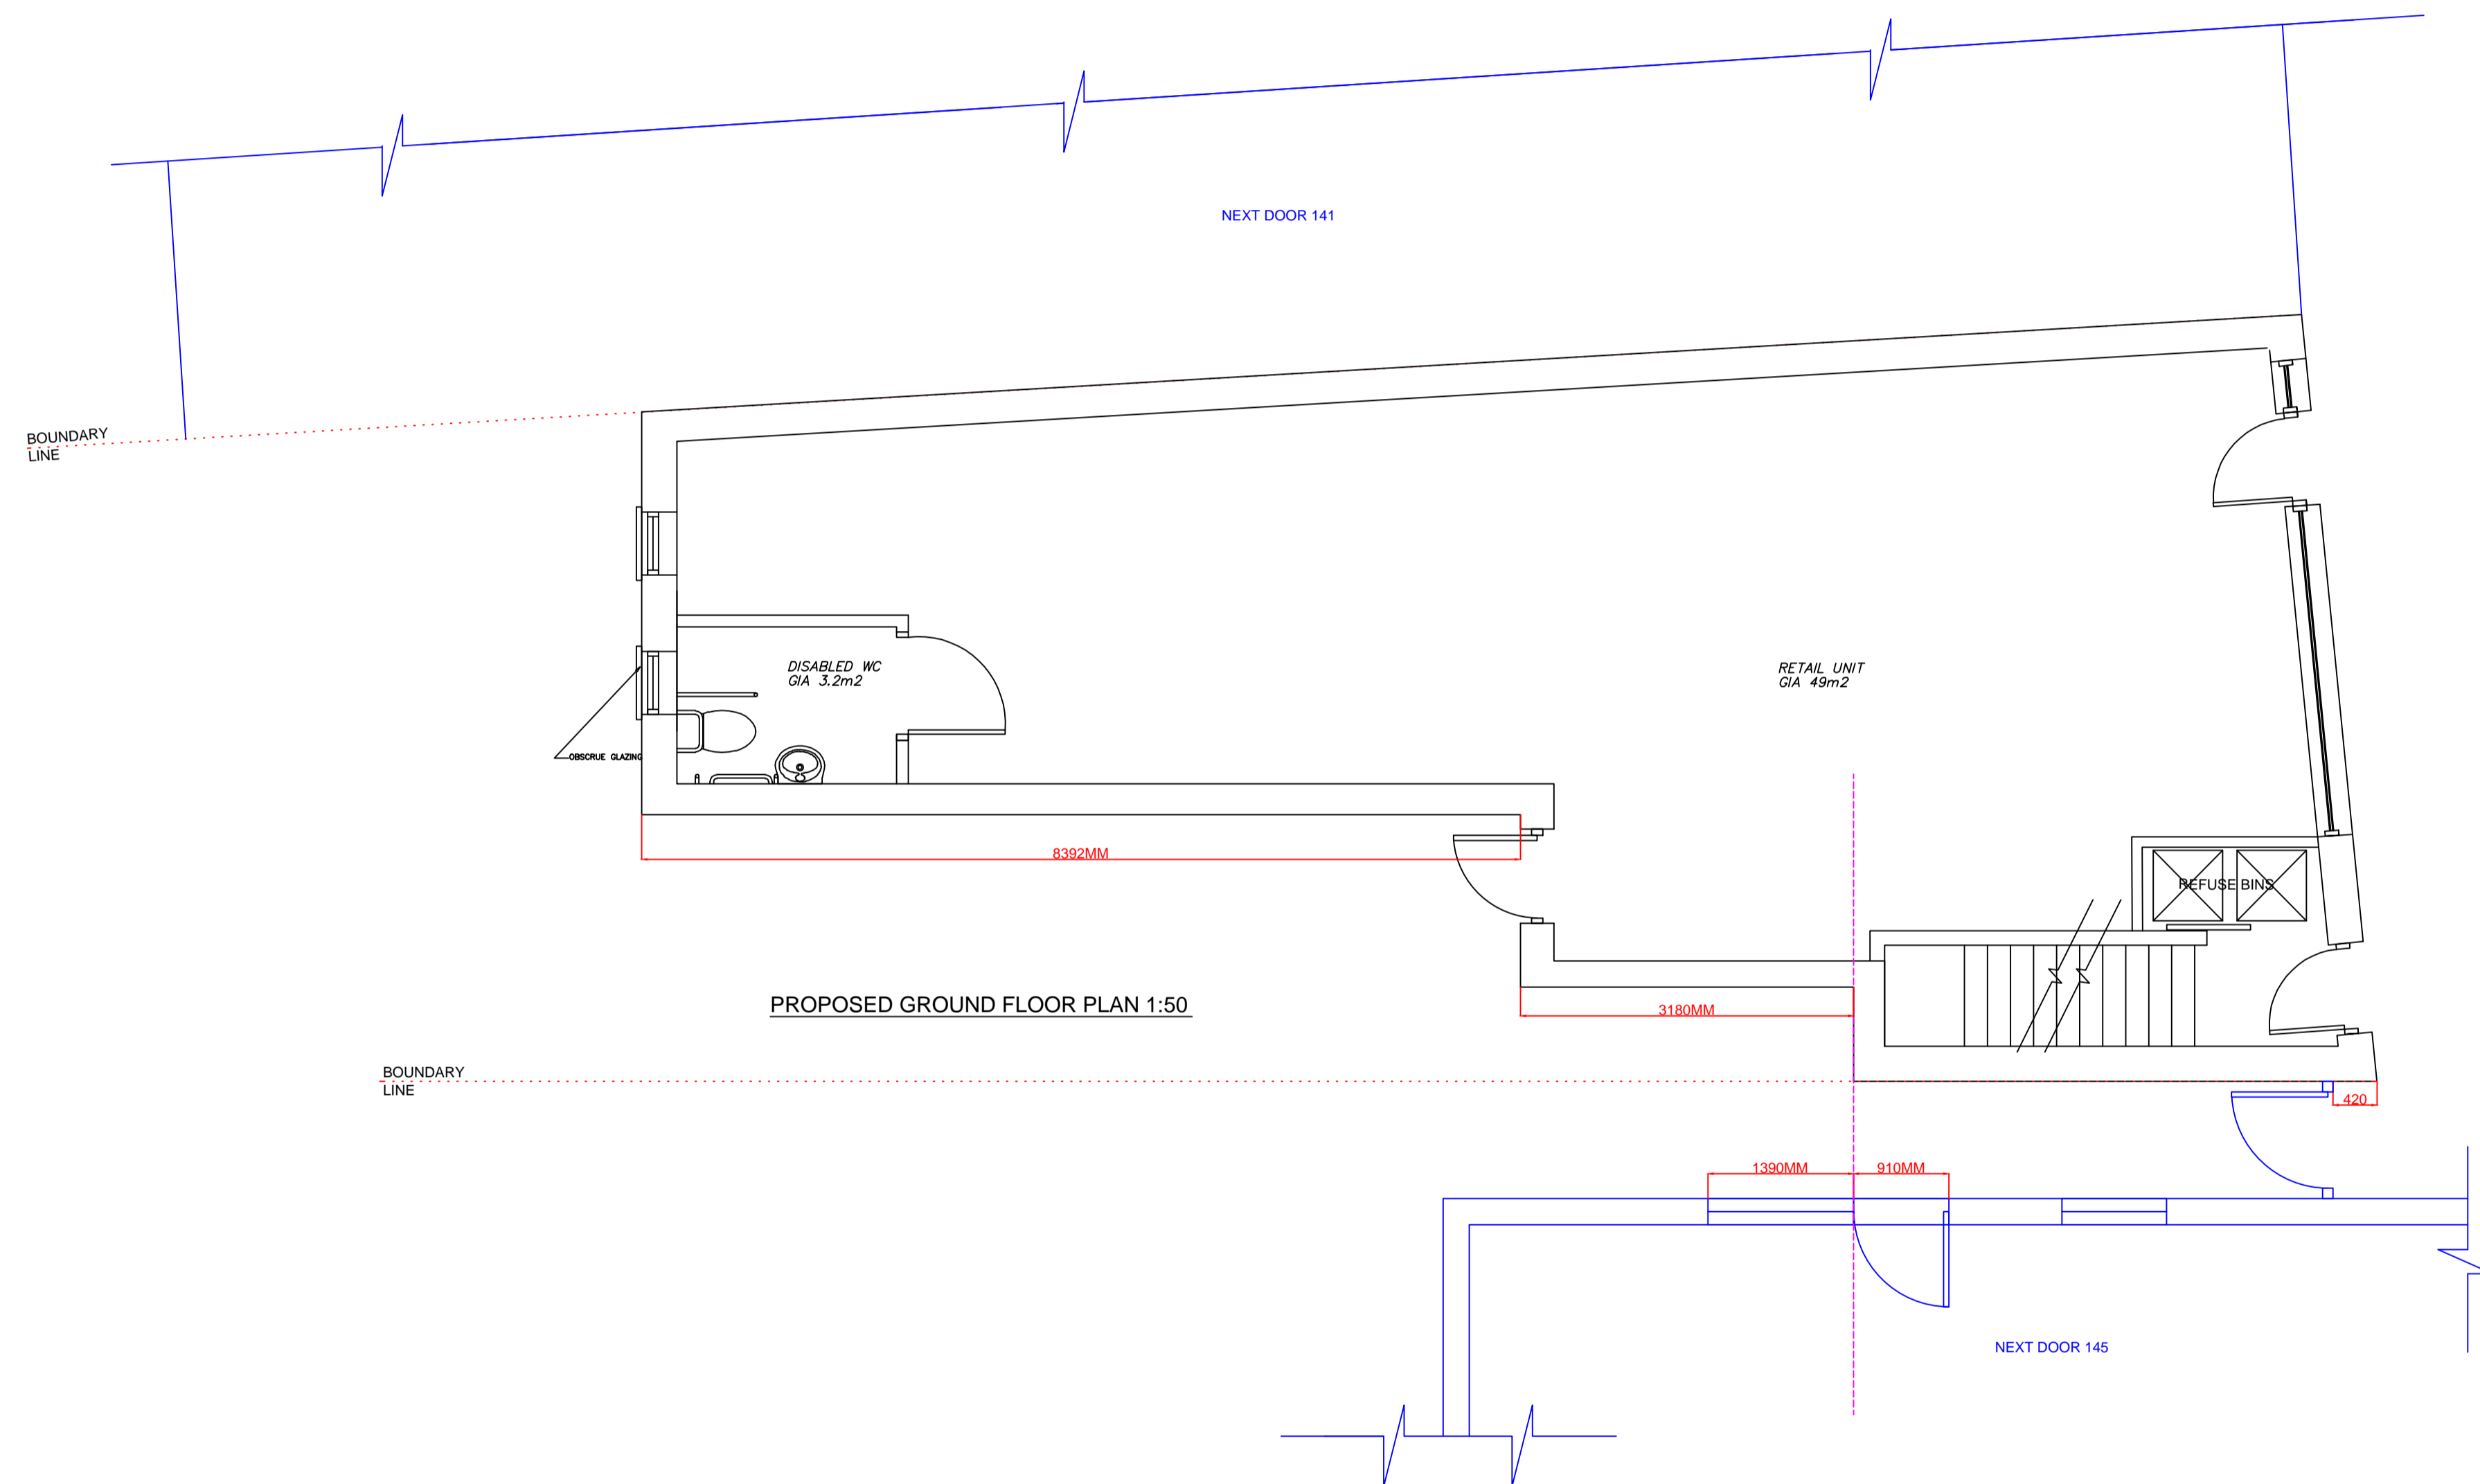 NEXT DOOR 141
BOUNDARY
LINE
DISABLED WC
GIA 3.2m2
RETAIL UNIT
GIA 49m2
OBSCRUE GLAZING
8392MM
REFUSE BINS
PROPOSED GROUND FLOOR PLAN 1:50
3180MM
BOUNDARY
LINE
420
1390MM
910MM
NEXT DOOR 145